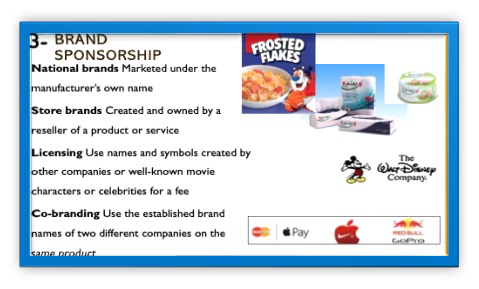 3- BRAND
SPONSORSHIP
National brands Marketed under the
manufacturer's own name
Store brands Created and owned by a
reseller of a product or service
Licensing Use names and symbols created by
other companies or well-known movie
characters or celebrities for a fee
Co-branding Use the established brand
names of two different companies on the
same product
FROSTED
FLAKES
The
Walt Disney
Company.
Pay
RED BULL
GoPro